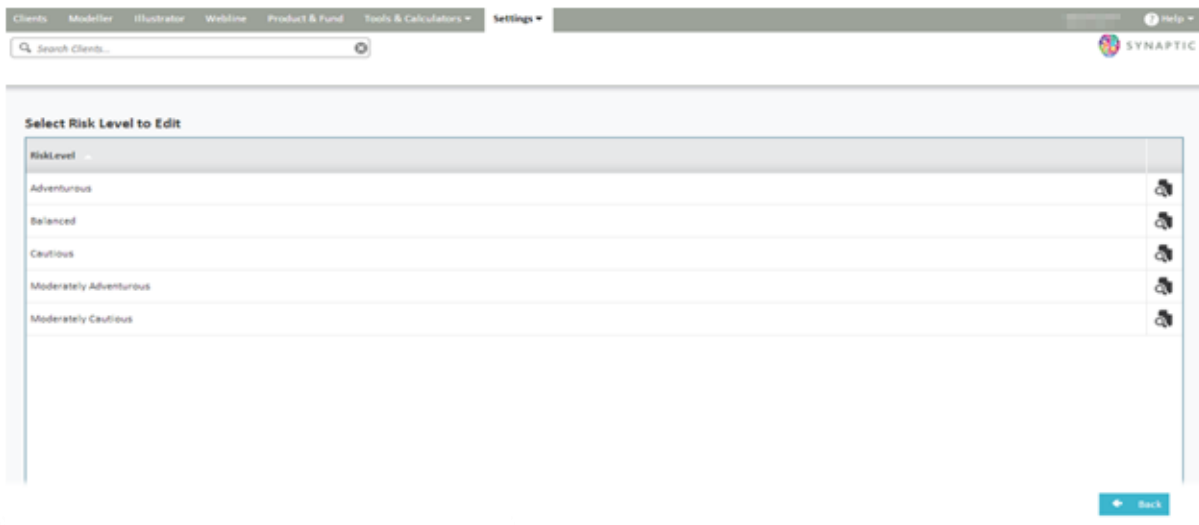 Clients Modeller Illustrator Webline Product & Fund Tools & Calculators Settings Help
Search Clients...
SYNAPTIC
Select Risk Level to Edit
RiskLevel
Adventurous
Balanced
Cautious
Moderately Adventurous
Moderately Cautious
Back